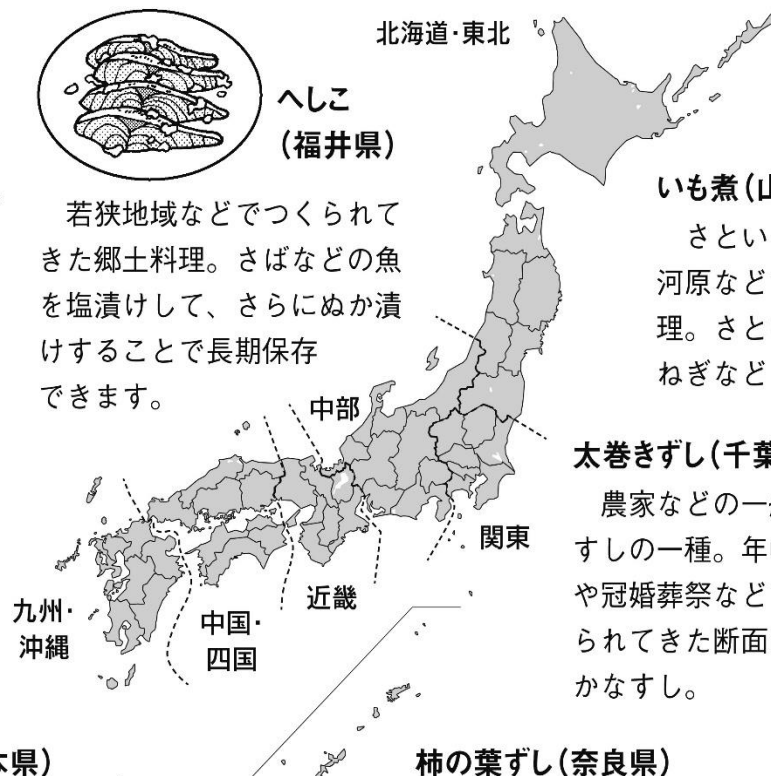 北海道・東北
へしこ
(福井県)
若狭地域などでつくられて
きた郷土料理。さばなどの魚
を塩漬けして、さらにぬか漬
けすることで長期保存
できます。
いも煮(山
さとい
河原など
理。さと
ねぎなど
中部
太巻きずし(千葉
農家などの一
すしの一種。年
や冠婚葬祭など
られてきた断面
かなすし。
関東
近畿
中国・
四国
九州・
沖縄
県)
柿の葉ずし(奈良県)